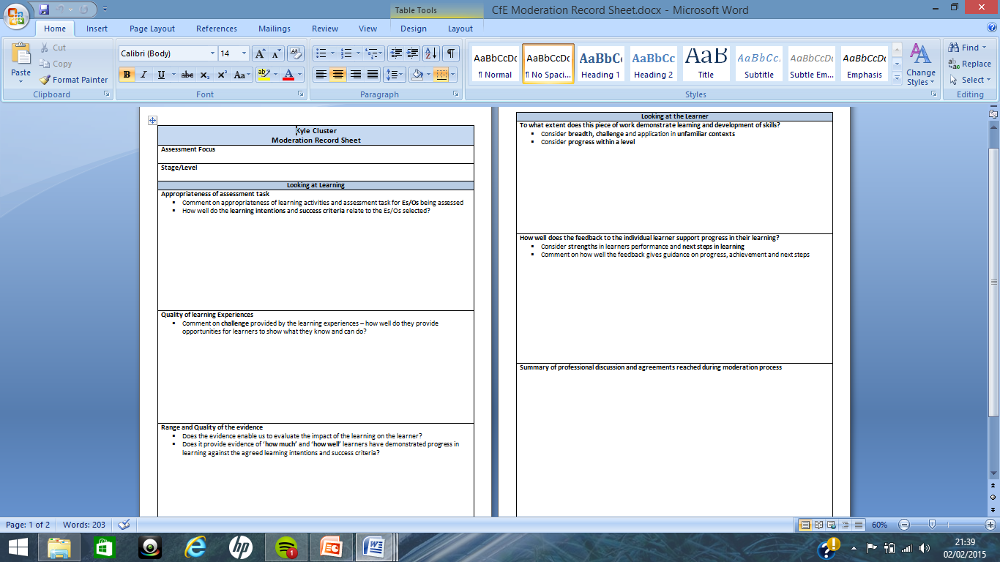 Table Tools
CfE Moderation Record Sheet.docx - Microsoft Word
Home Insert Page Layout References Mailings Review View Design Layout
Paste
Cut
Copy
Format Painter
Clipboard
Calibri (Body) 14
B I U abc x₂ x² Aa
Font
Paragraph
AaBbCcDc AaBbCcDc AaBbC AaBbCc AaB AaBbCc. AaBbCcDc AaBbCcDc
¶ Normal ¶ No Spaci... Heading 1 Heading 2 Title Subtitle Subtle Em... Emphasis
Change
Styles
Styles
Find
Replace
Select
Editing
Kyle Cluster
Moderation Record Sheet
Assessment Focus
Stage/Level
Looking at Learning
Appropriateness of assessment task
▪ Comment on appropriateness of learning activities and assessment task for Es/Os being assessed
▪ How well do the learning intentions and success criteria relate to the Es/Os selected?
Quality of learning Experiences
▪ Comment on challenge provided by the learning experiences – how well do they provide
opportunities for learners to show what they know and can do?
Range and Quality of the evidence
▪ Does the evidence enable us to evaluate the impact of the learning on the learner?
▪ Does it provide evidence of ‘how much’ and ‘how well’ learners have demonstrated progress in
learning against the agreed learning intentions and success criteria?
Looking at the Learner
To what extent does this piece of work demonstrate learning and development of skills?
▪ Consider breadth, challenge and application in unfamiliar contexts
▪ Consider progress within a level
How well does the feedback to the individual learner support progress in their learning?
▪ Consider strengths in learners performance and next steps in learning
▪ Comment on how well the feedback gives guidance on progress, achievement and next steps
Summary of professional discussion and agreements reached during moderation process
Page: 1 of 2 Words: 203 60%
hp
1
21:39
02/02/2015